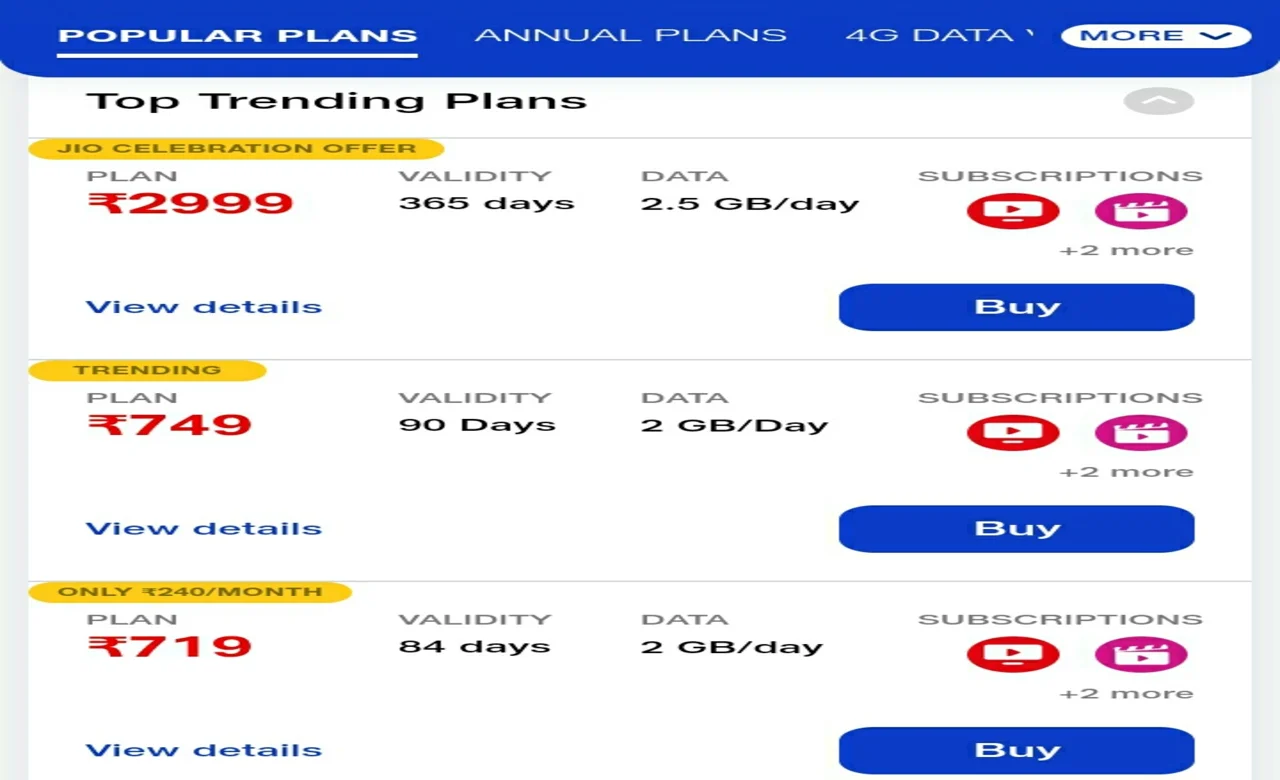 POPULAR PLANS ANNUAL PLANS 4G DATA MORE
Top Trending Plans
JIO CELEBRATION OFFER
PLAN VALIDITY DATA SUBSCRIPTIONS
₹2999 365 days 2.5 GB/day
+2 more
View details Buy
TRENDING
PLAN VALIDITY DATA SUBSCRIPTIONS
₹749 90 Days 2 GB/Day
+2 more
View details Buy
ONLY ₹240/MONTH
PLAN VALIDITY DATA SUBSCRIPTIONS
₹719 84 days 2 GB/day
+2 more
View details Buy